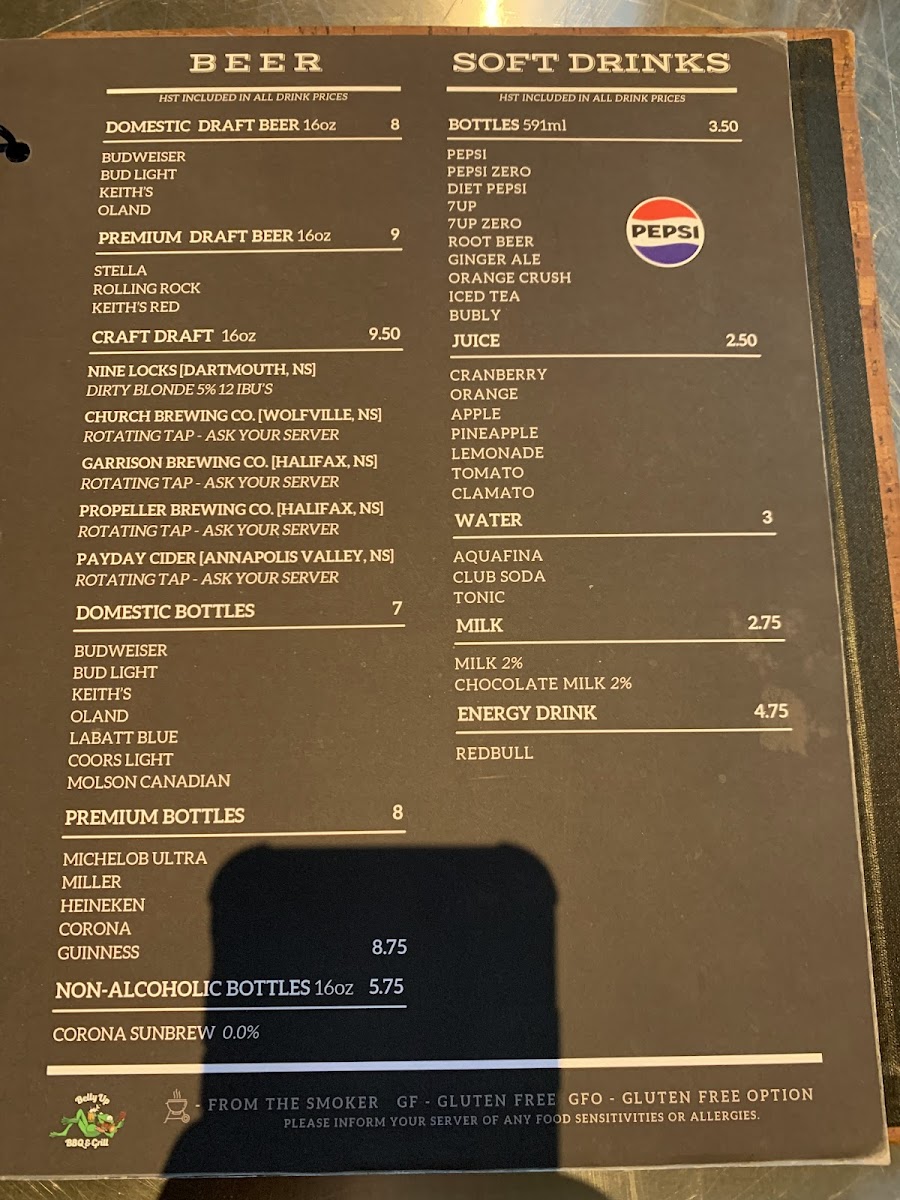 BEER
HST INCLUDED IN ALL DRINK PRICES
DOMESTIC DRAFT BEER 16oz 8
BUDWEISER
BUD LIGHT
KEITH'S
OLAND
PREMIUM DRAFT BEER 16oz 9
STELLA
ROLLING ROCK
KEITH'S RED
CRAFT DRAFT 16oz 9.50
NINE LOCKS [DARTMOUTH, NS]
DIRTY BLONDE 5% 12 IBU'S
CHURCH BREWING CO. [WOLFVILLE, NS]
ROTATING TAP - ASK YOUR SERVER
GARRISON BREWING CO. [HALIFAX, NS]
ROTATING TAP - ASK YOUR SERVER
PROPELLER BREWING CO. [HALIFAX, NS]
ROTATING TAP - ASK YOUR SERVER
PAYDAY CIDER [ANNAPOLIS VALLEY, NS]
ROTATING TAP - ASK YOUR SERVER
DOMESTIC BOTTLES 7
BUDWEISER
BUD LIGHT
KEITH'S
OLAND
LABATT BLUE
COORS LIGHT
MOLSON CANADIAN
PREMIUM BOTTLES 8
MICHELOB ULTRA
MILLER
HEINEKEN
CORONA
GUINNESS 8.75
NON-ALCOHOLIC BOTTLES 16oz 5.75
CORONA SUNBREW 0.0%
SOFT DRINKS
HST INCLUDED IN ALL DRINK PRICES
BOTTLES 591ml 3.50
PEPSI
PEPSI ZERO
DIET PEPSI
7UP
7UP ZERO
ROOT BEER
GINGER ALE
ORANGE CRUSH
ICED TEA
BUBLY
PEPSI
JUICE 2.50
CRANBERRY
ORANGE
APPLE
PINEAPPLE
LEMONADE
TOMATO
CLAMATO
WATER 3
AQUAFINA
CLUB SODA
TONIC
MILK 2.75
MILK 2%
CHOCOLATE MILK 2%
ENERGY DRINK 4.75
REDBULL
Belly Up
BBQ & Grill
- FROM THE SMOKER GF - GLUTEN FREE GFO - GLUTEN FREE OPTION
PLEASE INFORM YOUR SERVER OF ANY FOOD SENSITIVITIES OR ALLERGIES.